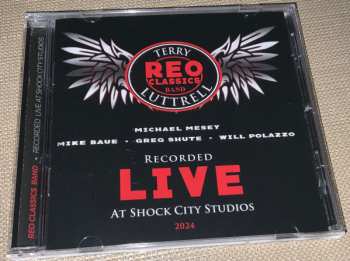 TERRY
REO
CLASSICS
BAND
LUTTRELL
MICHAEL MESEY
MIKE BAUE • GREG SHUTE • WILL POLAZZO
RECORDED
LIVE
AT SHOCK CITY STUDIOS
2024
REO CLASSICS BAND • RECORDED LIVE AT SHOCK CITY STUDIOS